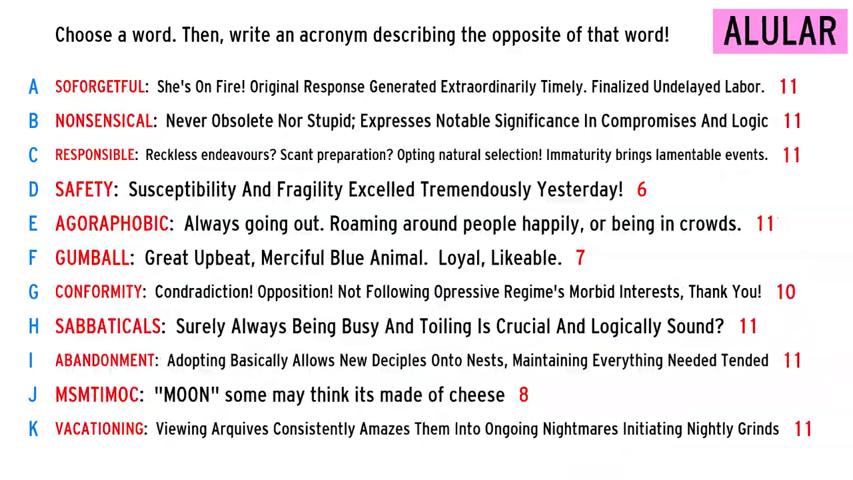 Choose a word. Then, write an acronym describing the opposite of that word!
ALULAR
A SOFORGETFUL: She's On Fire! Original Response Generated Extraordinarily Timely. Finalized Undelayed Labor. 11
B NONSENSICAL: Never Obsolete Nor Stupid; Expresses Notable Significance In Compromises And Logic 11
C RESPONSIBLE: Reckless endeavours? Scant preparation? Opting natural selection! Immaturity brings lamentable events. 11
D SAFETY: Susceptibility And Fragility Excelled Tremendously Yesterday! 6
E AGORAPHOBIC: Always going out. Roaming around people happily, or being in crowds. 11
F GUMBALL: Great Upbeat, Merciful Blue Animal. Loyal, Likeable. 7
G CONFORMITY: Condradiction! Opposition! Not Following Opressive Regime's Morbid Interests, Thank You! 10
H SABBATICALS: Surely Always Being Busy And Toiling Is Crucial And Logically Sound? 11
I ABANDONMENT: Adopting Basically Allows New Deciples Onto Nests, Maintaining Everything Needed Tended 11
J MSMTIMOC: "MOON" some may think its made of cheese 8
K VACATIONING: Viewing Arquives Consistently Amazes Them Into Ongoing Nightmares Initiating Nightly Grinds 11